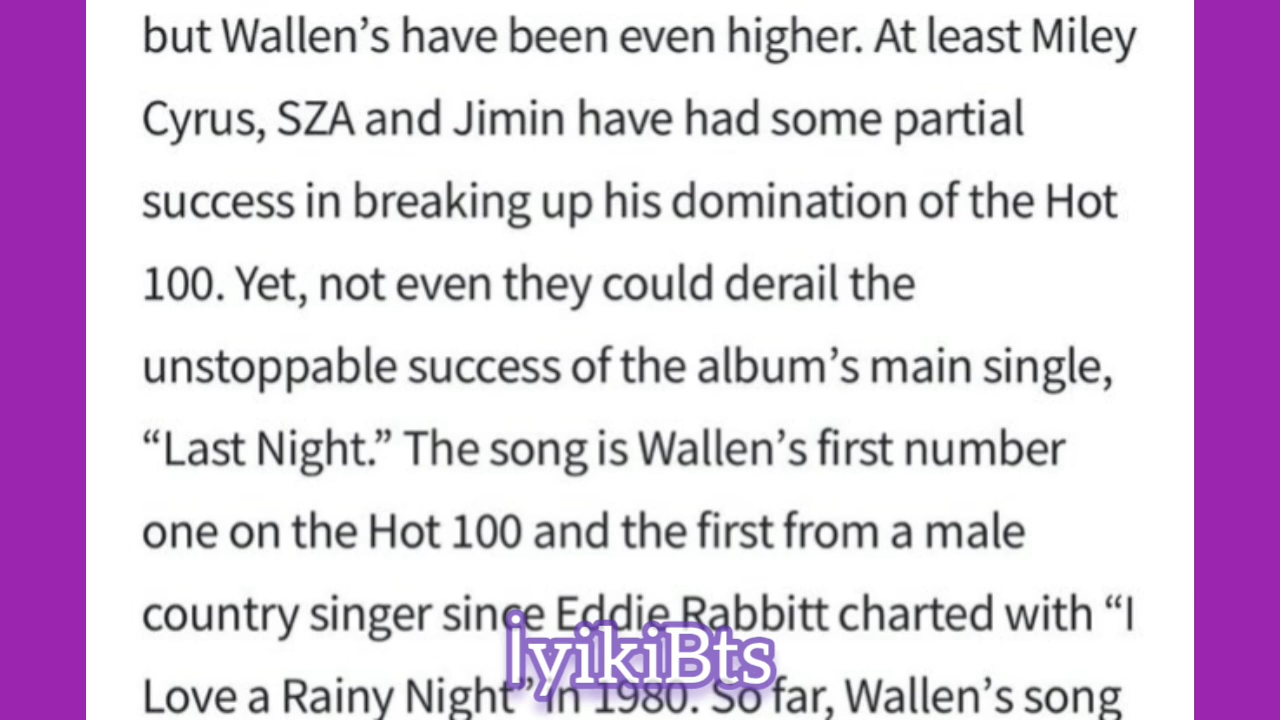 but Wallen’s have been even higher. At least Miley
Cyrus, SZA and Jimin have had some partial
success in breaking up his domination of the Hot
100. Yet, not even they could derail the
unstoppable success of the album’s main single,
“Last Night.” The song is Wallen’s first number
one on the Hot 100 and the first from a male
country singer since Eddie Rabbitt charted with “I
Love a Rainy Night” in 1980. So far, Wallen’s song
İyikiBts